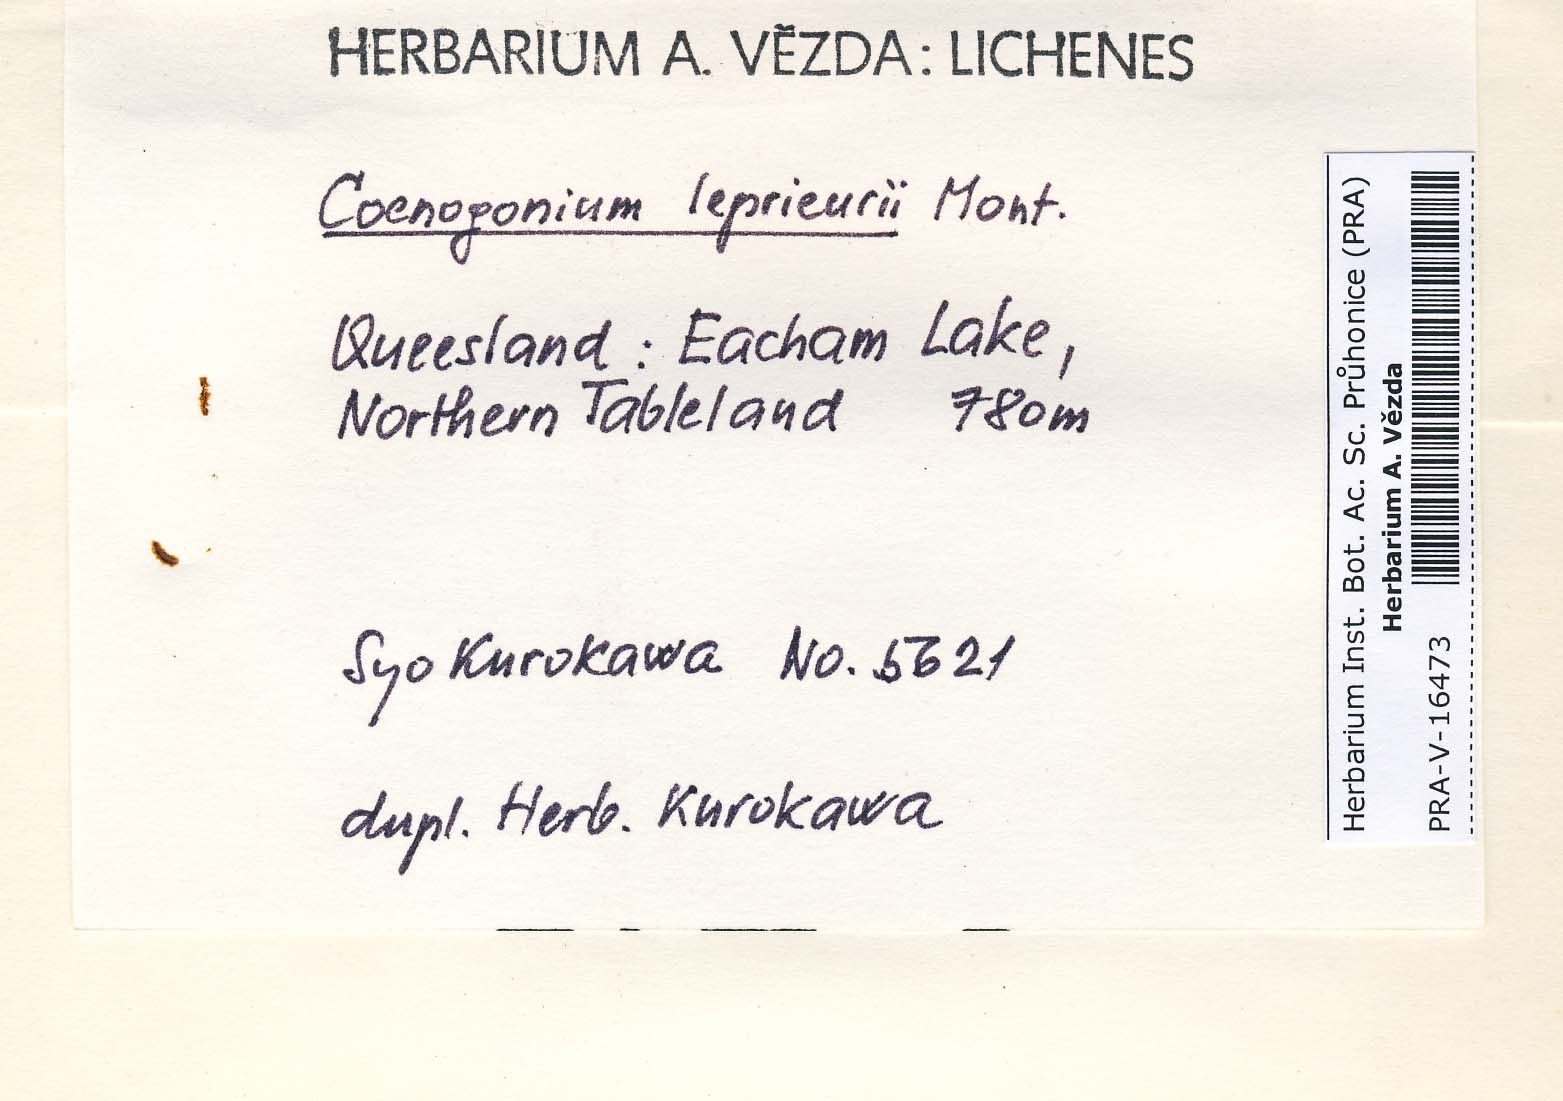 HERBARIUM A. VĚZDA: LICHENES
Coenogonium leprieurii Mont.
Queesland : Eacham Lake,
Northern Tableland 780m
Syo Kurokawa No. 5621
dupl. Herb. Kurokawa
Herbarium Inst. Bot. Ac. Sc. Průhonice (PRA)
Herbarium A. Vězda
PRA-V-16473